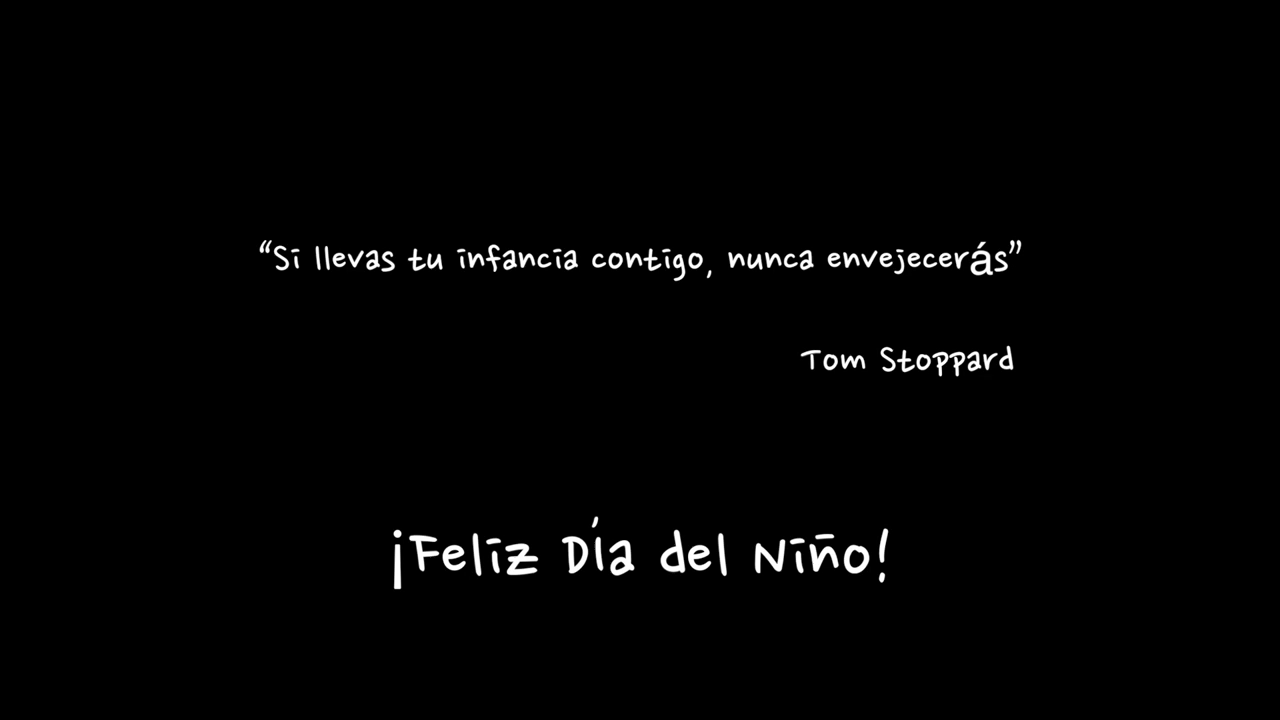 “Si llevas tu infancia contigo, nunca envejecerás”
Tom Stoppard
¡Feliz Día del Niño!